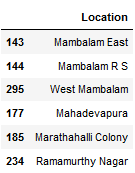 Location
143 Mambalam East
144 Mambalam R S
295 West Mambalam
177 Mahadevapura
185 Marathahalli Colony
234 Ramamurthy Nagar